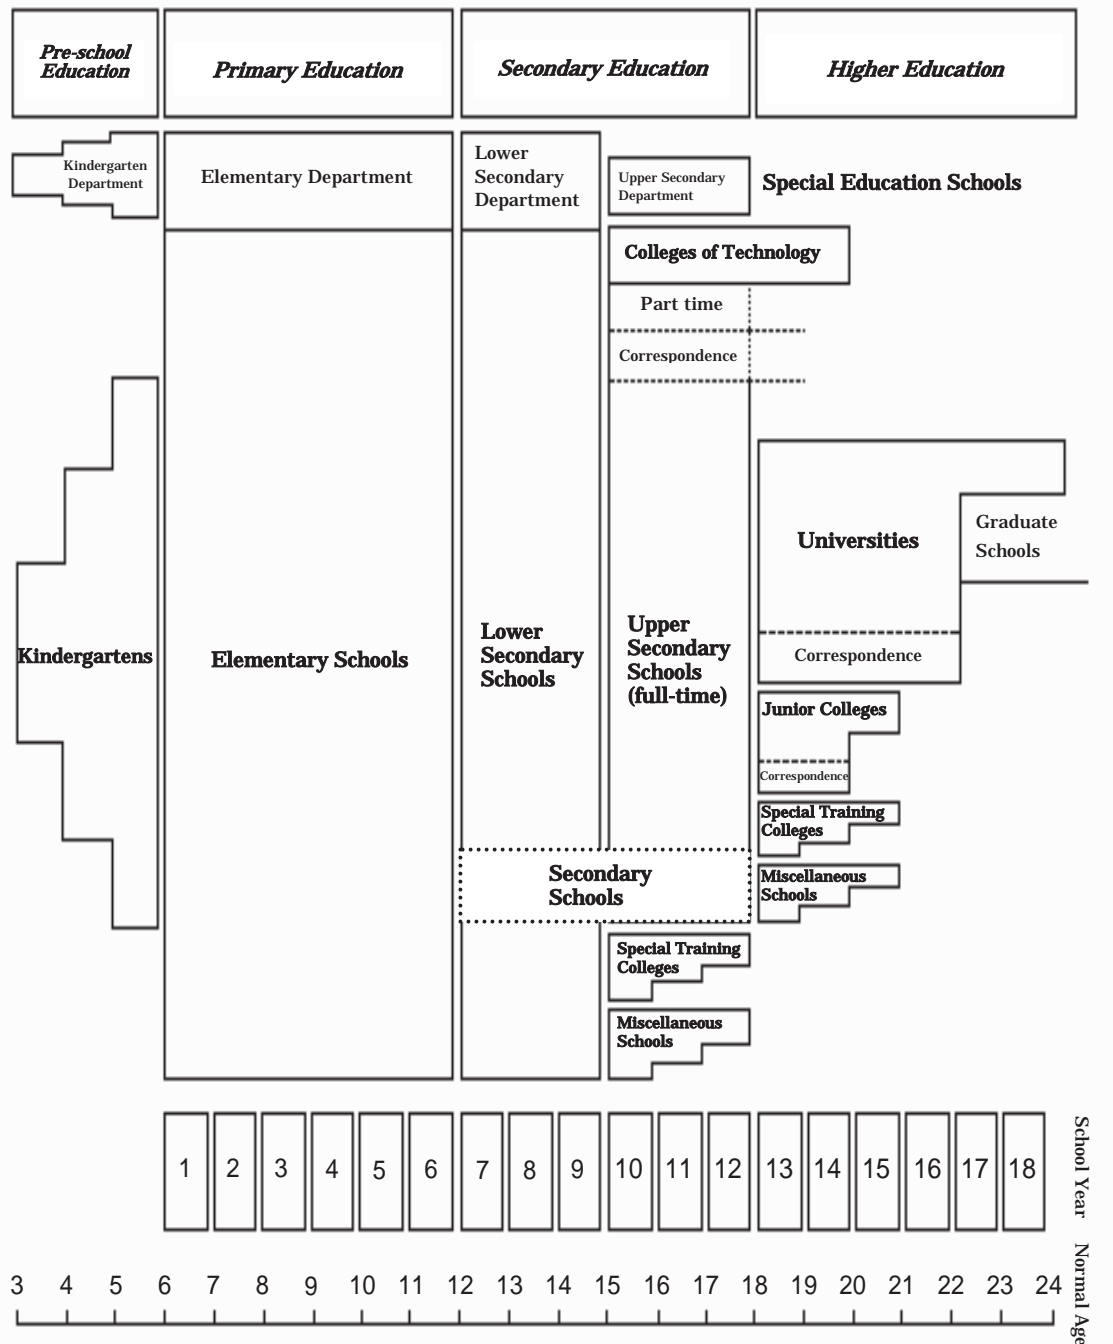 Pre-school
Education
Primary Education
Secondary Education
Higher Education
Kindergarten
Department
Elementary Department
Lower
Secondary
Department
Upper Secondary
Department
Special Education Schools
Colleges of Technology
Part time
Correspondence
Kindergartens
Elementary Schools
Lower
Secondary
Schools
Upper
Secondary
Schools
(full-time)
Universities
Graduate
Schools
Correspondence
Junior Colleges
Correspondence
Special Training
Colleges
Miscellaneous
Schools
Secondary
Schools
Special Training
Colleges
Miscellaneous
Schools
1 2 3 4 5 6 7 8 9 10 11 12 13 14 15 16 17 18
School Year
3 4 5 6 7 8 9 10 11 12 13 14 15 16 17 18 19 20 21 22 23 24
Normal Age